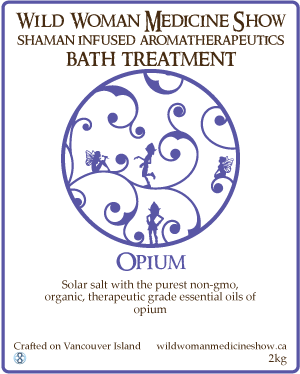 Wild Woman Medicine Show
Shaman Infused Aromatherapeutics
Bath Treatment
Opium
Solar salt with the purest non-gmo,
organic, therapeutic grade essential oils of
opium
Crafted on Vancouver Island wildwomanmedicineshow.ca
2kg